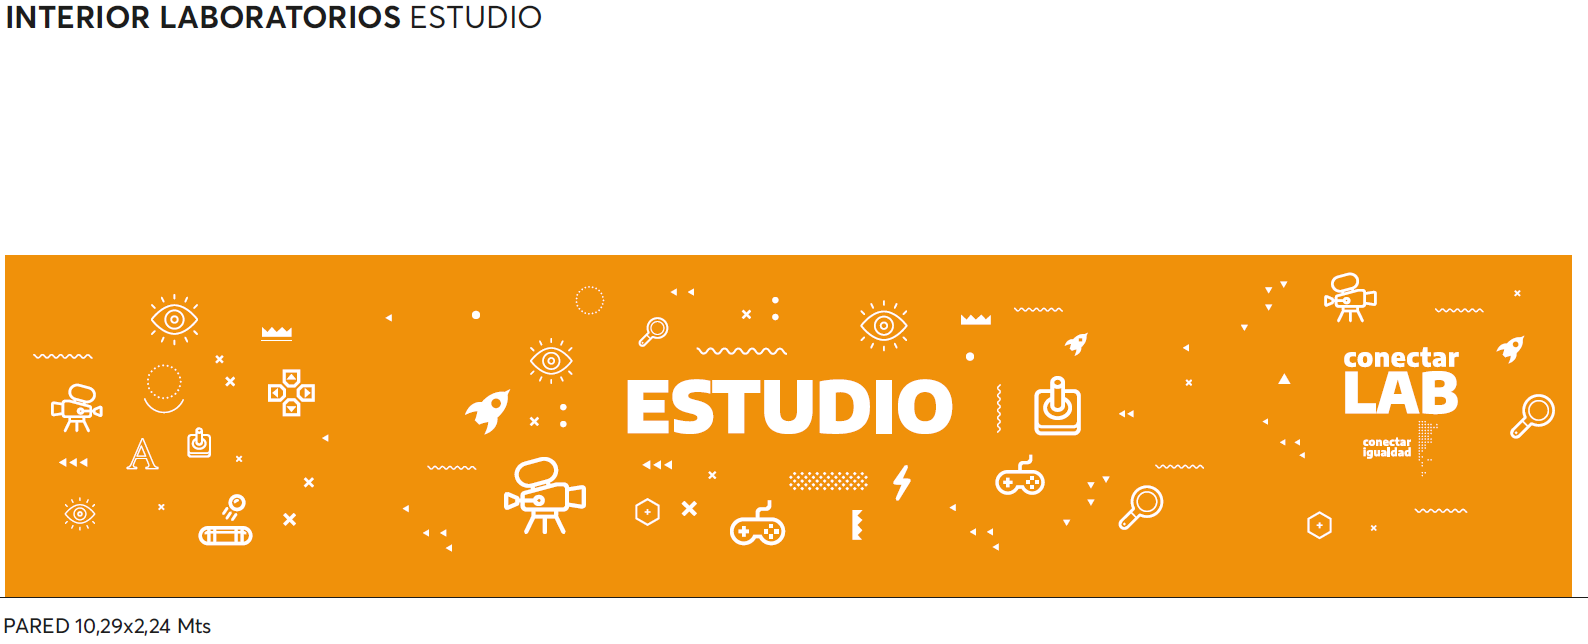 INTERIOR LABORATORIOS ESTUDIO
ESTUDIO
conectar
LAB
conectar
igualdad
A
PARED 10,29x2,24 Mts